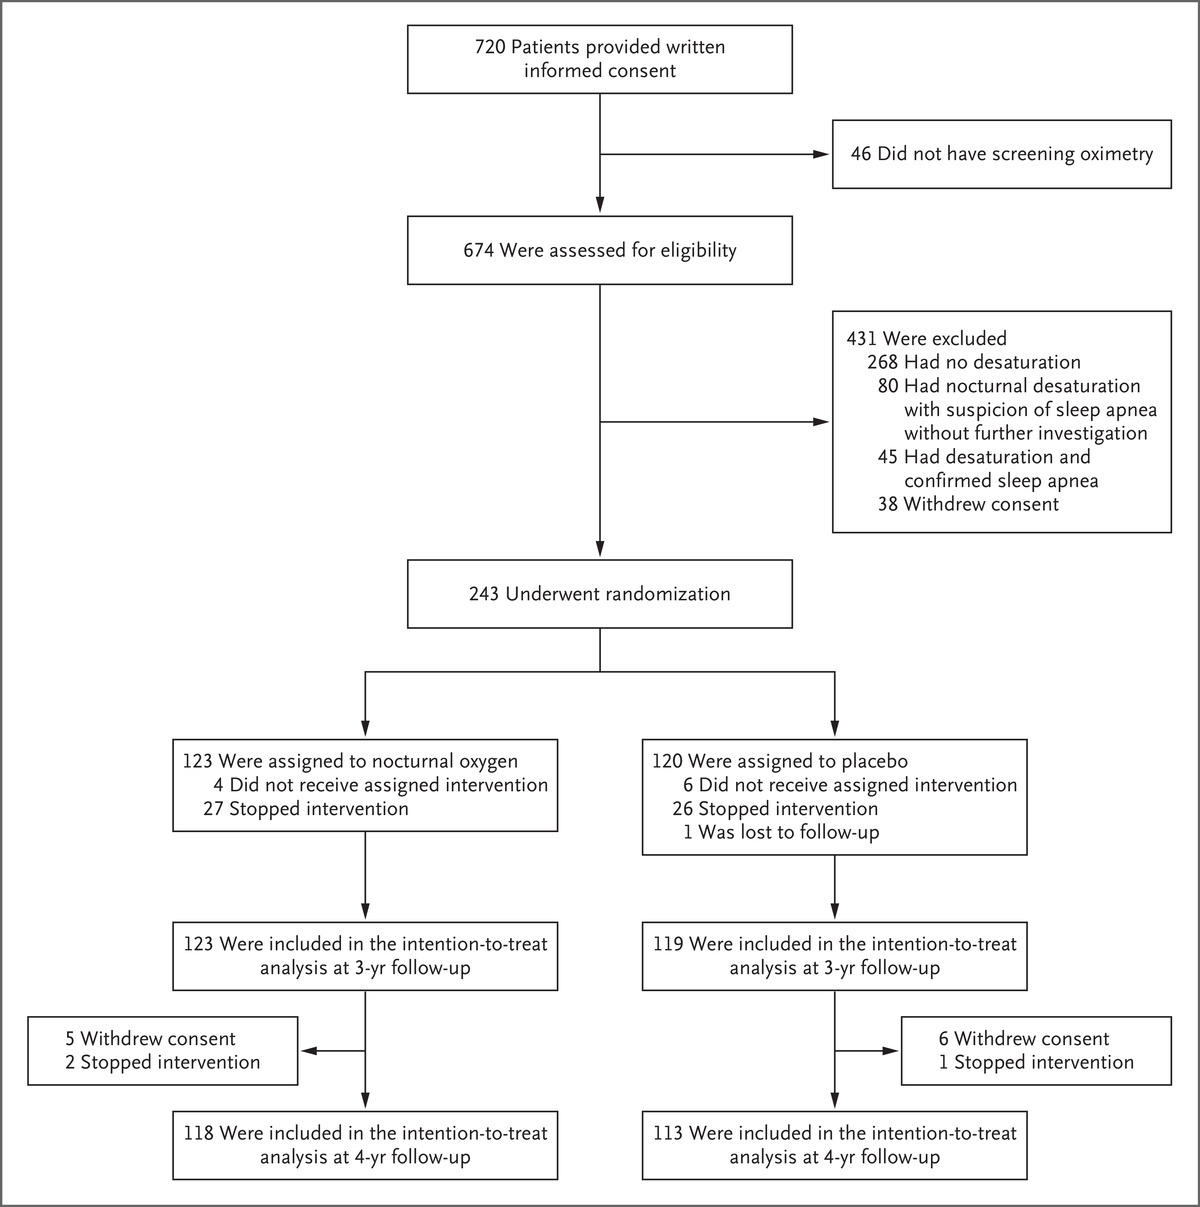 720 Patients provided written
informed consent
46 Did not have screening oximetry
674 Were assessed for eligibility
431 Were excluded
268 Had no desaturation
80 Had nocturnal desaturation
with suspicion of sleep apnea
without further investigation
45 Had desaturation and
confirmed sleep apnea
38 Withdrew consent
243 Underwent randomization
123 Were assigned to nocturnal oxygen
4 Did not receive assigned intervention
27 Stopped intervention
120 Were assigned to placebo
6 Did not receive assigned intervention
26 Stopped intervention
1 Was lost to follow-up
123 Were included in the intention-to-treat
analysis at 3-yr follow-up
119 Were included in the intention-to-treat
analysis at 3-yr follow-up
5 Withdrew consent
2 Stopped intervention
6 Withdrew consent
1 Stopped intervention
118 Were included in the intention-to-treat
analysis at 4-yr follow-up
113 Were included in the intention-to-treat
analysis at 4-yr follow-up